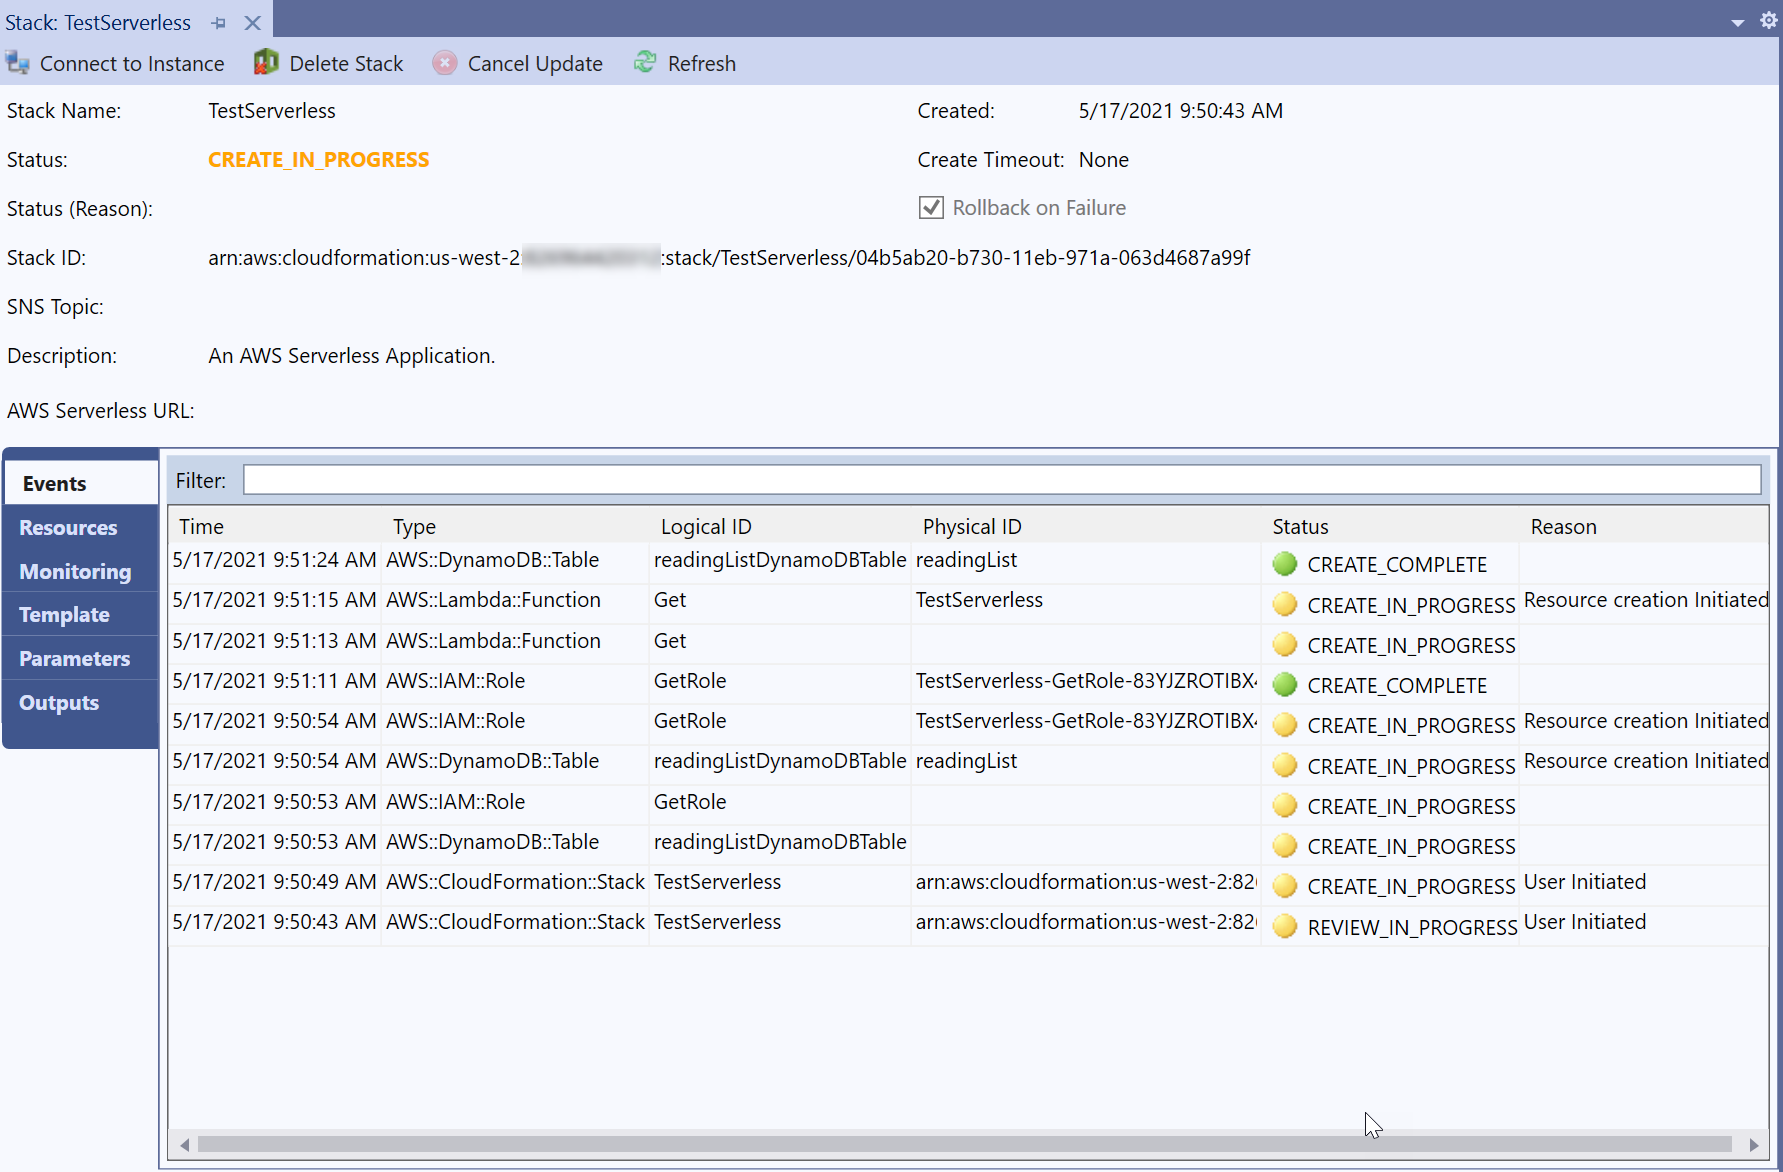 Stack: TestServerless
Connect to Instance Delete Stack Cancel Update Refresh
Stack Name: TestServerless Created: 5/17/2021 9:50:43 AM
Status: CREATE_IN_PROGRESS Create Timeout: None
Status (Reason): Rollback on Failure
Stack ID: arn:aws:cloudformation:us-west-2 :stack/TestServerless/04b5ab20-b730-11eb-971a-063d4687a99f
SNS Topic:
Description: An AWS Serverless Application.
AWS Serverless URL:
Events
Resources
Monitoring
Template
Parameters
Outputs
Filter:
Time Type Logical ID Physical ID Status Reason
5/17/2021 9:51:24 AM AWS::DynamoDB::Table readingListDynamoDBTable readingList CREATE_COMPLETE
5/17/2021 9:51:15 AM AWS::Lambda::Function Get TestServerless CREATE_IN_PROGRESS Resource creation Initiated
5/17/2021 9:51:13 AM AWS::Lambda::Function Get CREATE_IN_PROGRESS
5/17/2021 9:51:11 AM AWS::IAM::Role GetRole TestServerless-GetRole-83YJZROTIBX4 CREATE_COMPLETE
5/17/2021 9:50:54 AM AWS::IAM::Role GetRole TestServerless-GetRole-83YJZROTIBX4 CREATE_IN_PROGRESS Resource creation Initiated
5/17/2021 9:50:54 AM AWS::DynamoDB::Table readingListDynamoDBTable readingList CREATE_IN_PROGRESS Resource creation Initiated
5/17/2021 9:50:53 AM AWS::IAM::Role GetRole CREATE_IN_PROGRESS
5/17/2021 9:50:53 AM AWS::DynamoDB::Table readingListDynamoDBTable CREATE_IN_PROGRESS
5/17/2021 9:50:49 AM AWS::CloudFormation::Stack TestServerless arn:aws:cloudformation:us-west-2:82 CREATE_IN_PROGRESS User Initiated
5/17/2021 9:50:43 AM AWS::CloudFormation::Stack TestServerless arn:aws:cloudformation:us-west-2:82 REVIEW_IN_PROGRESS User Initiated